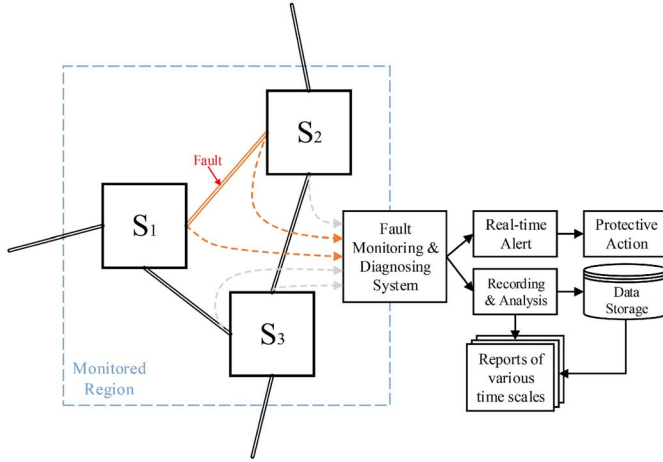 S2
Fault
S1
Fault
Monitoring &
Diagnosing
System
Real-time
Alert
Protective
Action
Recording
& Analysis
Data
Storage
S3
Monitored
Region
Reports of
various
time scales